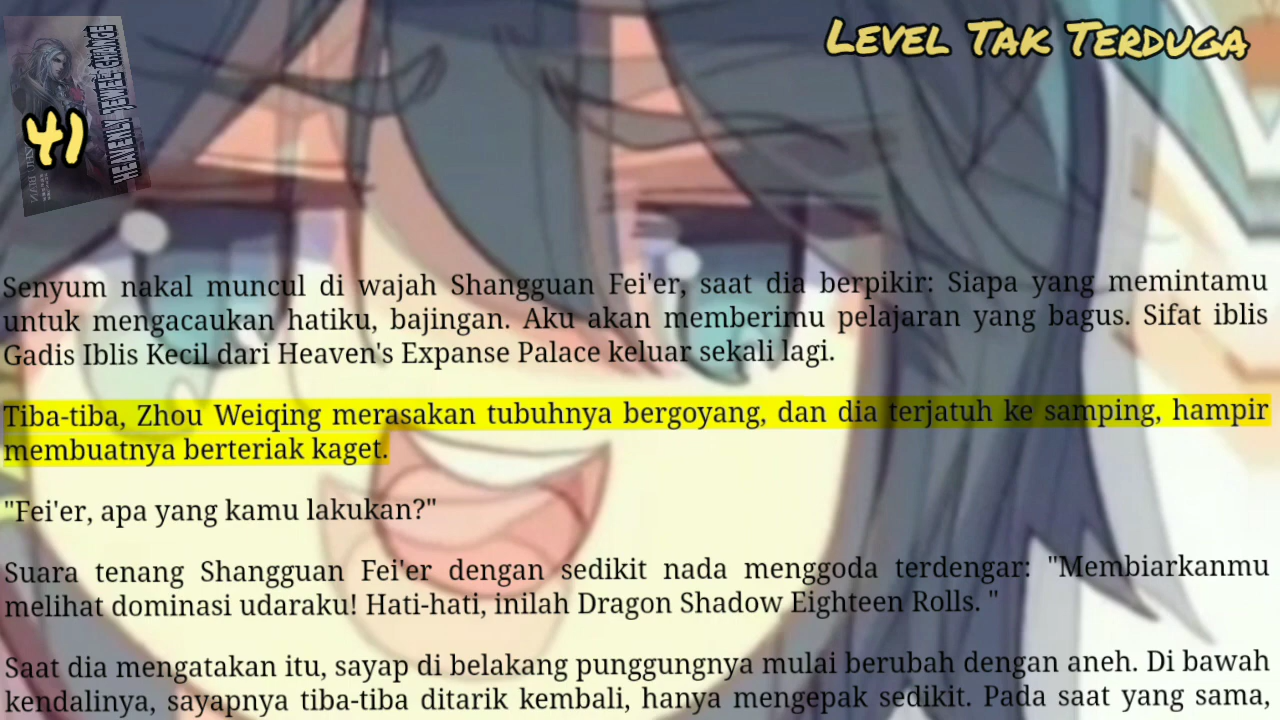 Level Tak Terduga
HEAVENLY JEWEL CHANGE
41
Senyum nakal muncul di wajah Shangguan Fei'er, saat dia berpikir: Siapa yang memintamu
untuk mengacaukan hatiku, bajingan. Aku akan memberimu pelajaran yang bagus. Sifat iblis
Gadis Iblis Kecil dari Heaven's Expanse Palace keluar sekali lagi.
Tiba-tiba, Zhou Weiqing merasakan tubuhnya bergoyang, dan dia terjatuh ke samping, hampir
membuatnya berteriak kaget.
"Fei'er, apa yang kamu lakukan?"
Suara tenang Shangguan Fei'er dengan sedikit nada menggoda terdengar: "Membiarkanmu
melihat dominasi udaraku! Hati-hati, inilah Dragon Shadow Eighteen Rolls. "
Saat dia mengatakan itu, sayap di belakang punggungnya mulai berubah dengan aneh. Di bawah
kendalinya, sayapnya tiba-tiba ditarik kembali, hanya mengepak sedikit. Pada saat yang sama,